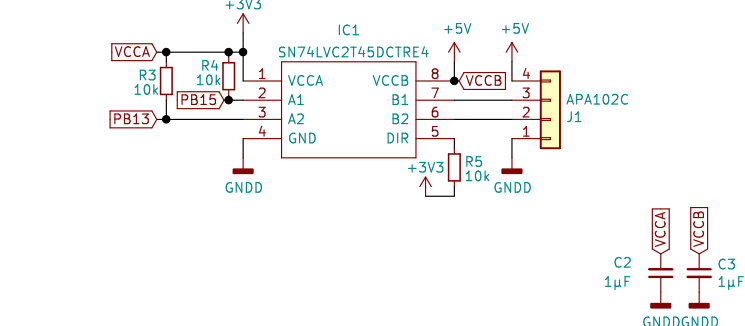 +3V3
IC1
SN74LVC2T45DCTRE4
+5V
+5V
VCCA
R3
10k
R4
10k
PB15
PB13
1
2
3
4
VCCA
A1
A2
GND
VCCB
B1
B2
DIR
8
7
6
5
VCCB
4
3
2
1
APA102C
J1
+3V3
R5
10k
GNDD
GNDD
VCCA
VCCB
C2
1µF
C3
1µF
GNDD
GNDD